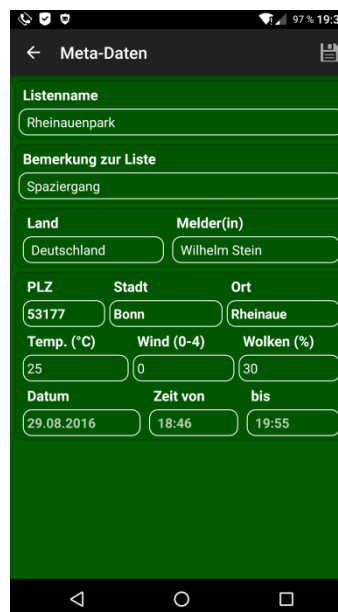 97 % 19:3
Meta-Daten
Listenname
Rheinauenpark
Bemerkung zur Liste
Spaziergang
Land Melder(in)
Deutschland Wilhelm Stein
PLZ Stadt Ort
53177 Bonn Rheinaue
Temp. (°C) Wind (0-4) Wolken (%)
25 0 30
Datum Zeit von bis
29.08.2016 18:46 19:55